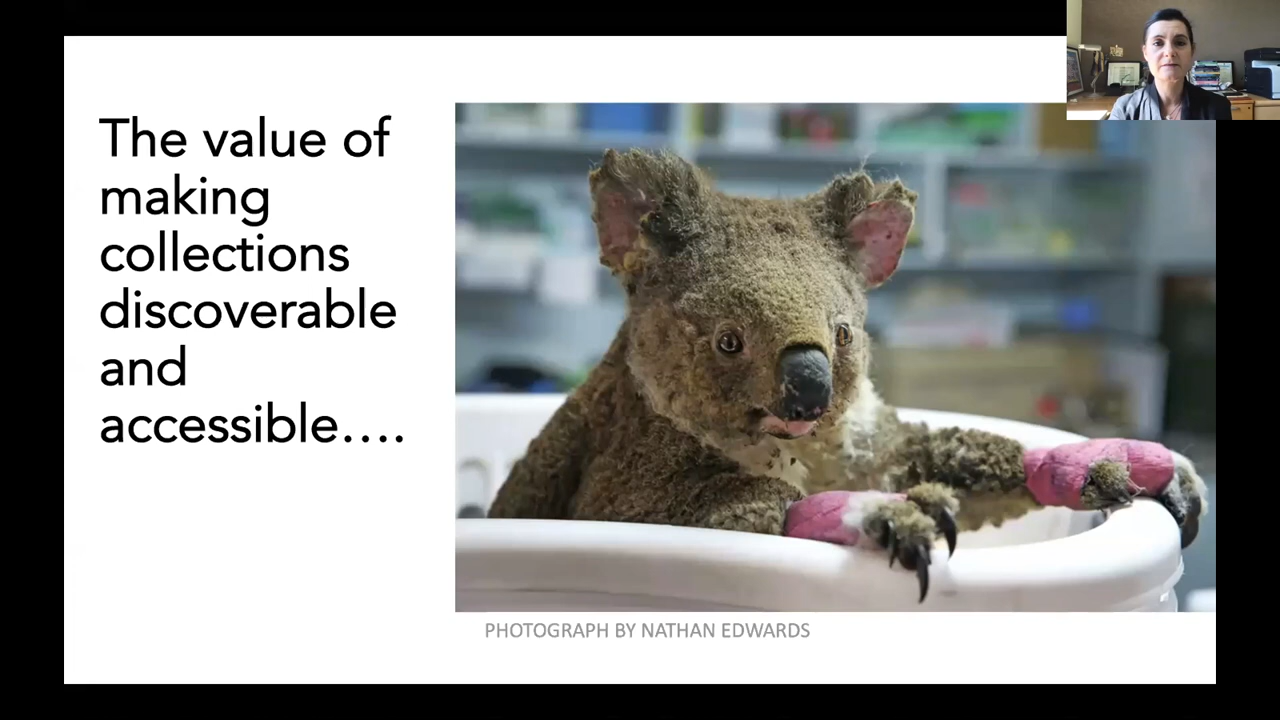 The value of
making
collections
discoverable
and
accessible....
PHOTOGRAPH BY NATHAN EDWARDS